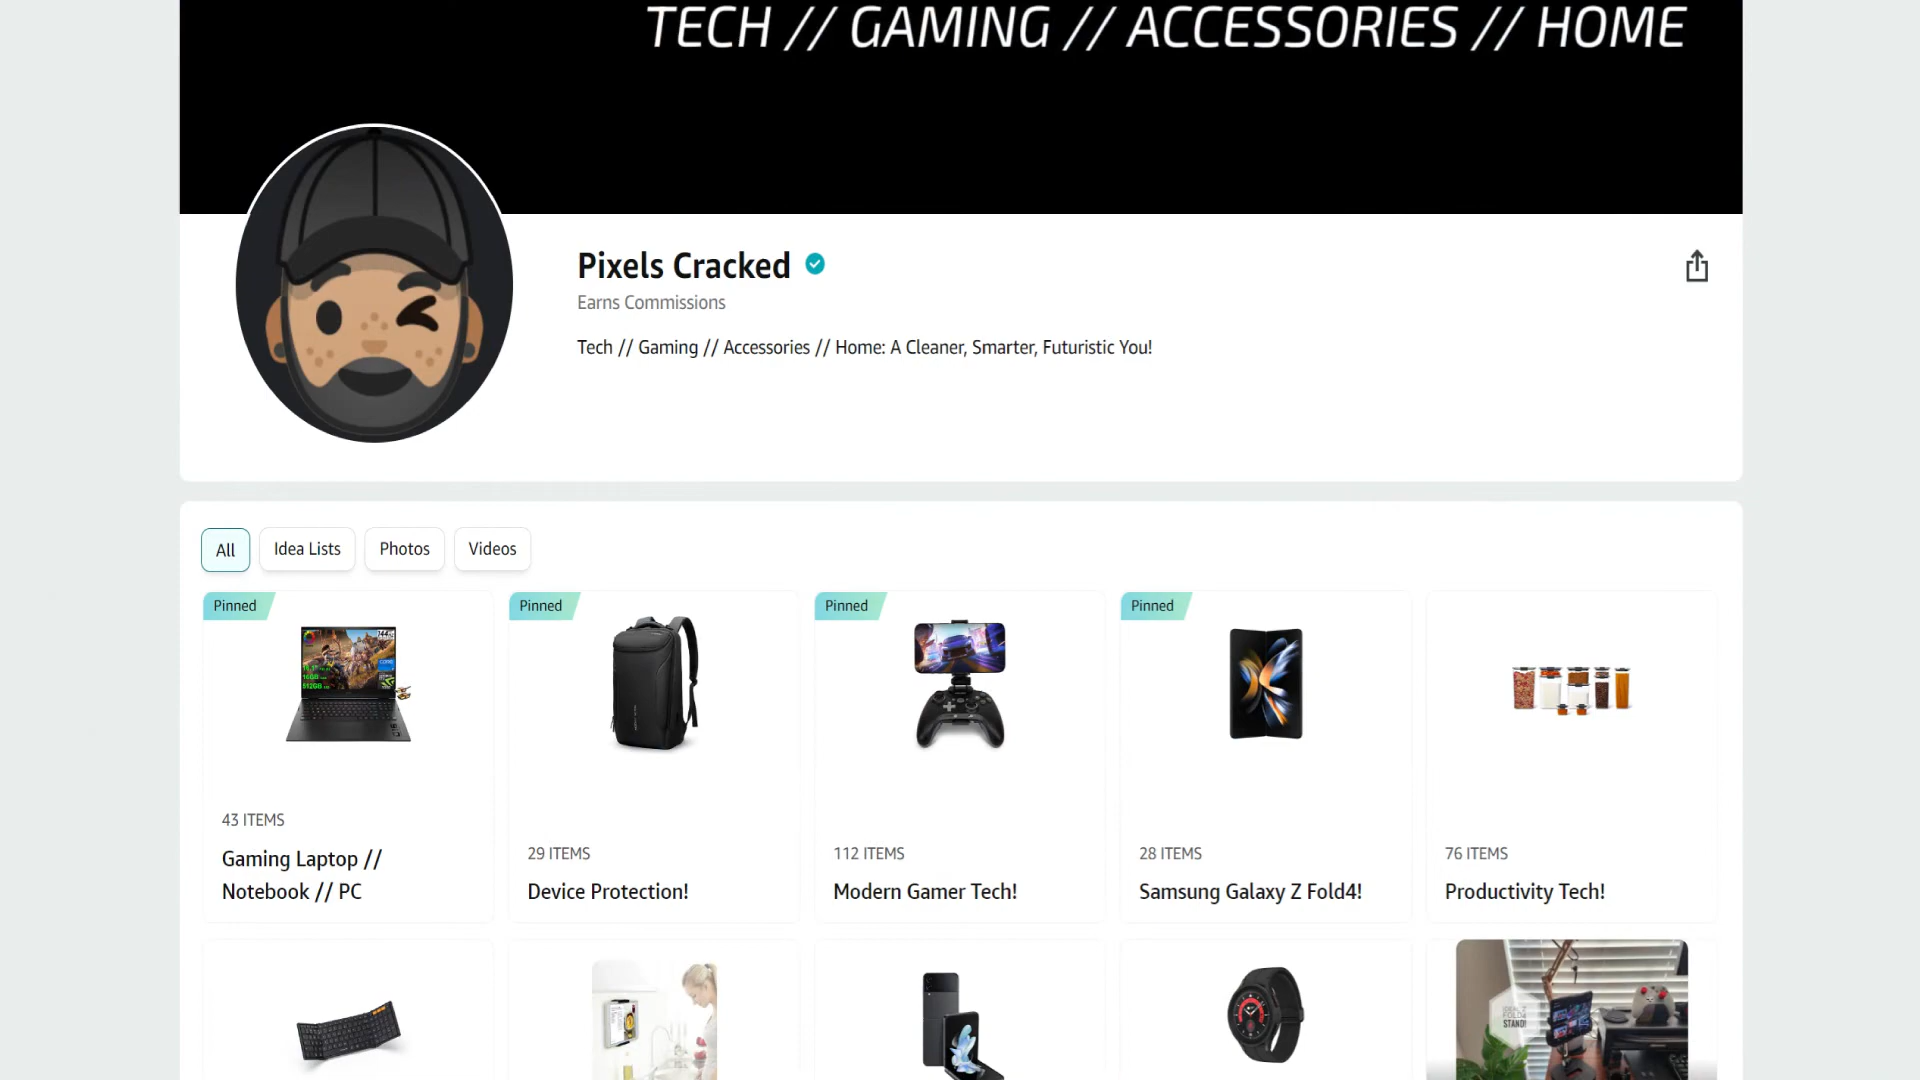 TECH // GAMING // ACCESSORIES // HOME
Pixels Cracked
Earns Commissions
Tech // Gaming // Accessories // Home: A Cleaner, Smarter, Futuristic You!
All
Idea Lists
Photos
Videos
Pinned
Pinned
Pinned
Pinned
43 ITEMS
Gaming Laptop //
Notebook // PC
29 ITEMS
Device Protection!
112 ITEMS
Modern Gamer Tech!
28 ITEMS
Samsung Galaxy Z Fold4!
76 ITEMS
Productivity Tech!
STAND!